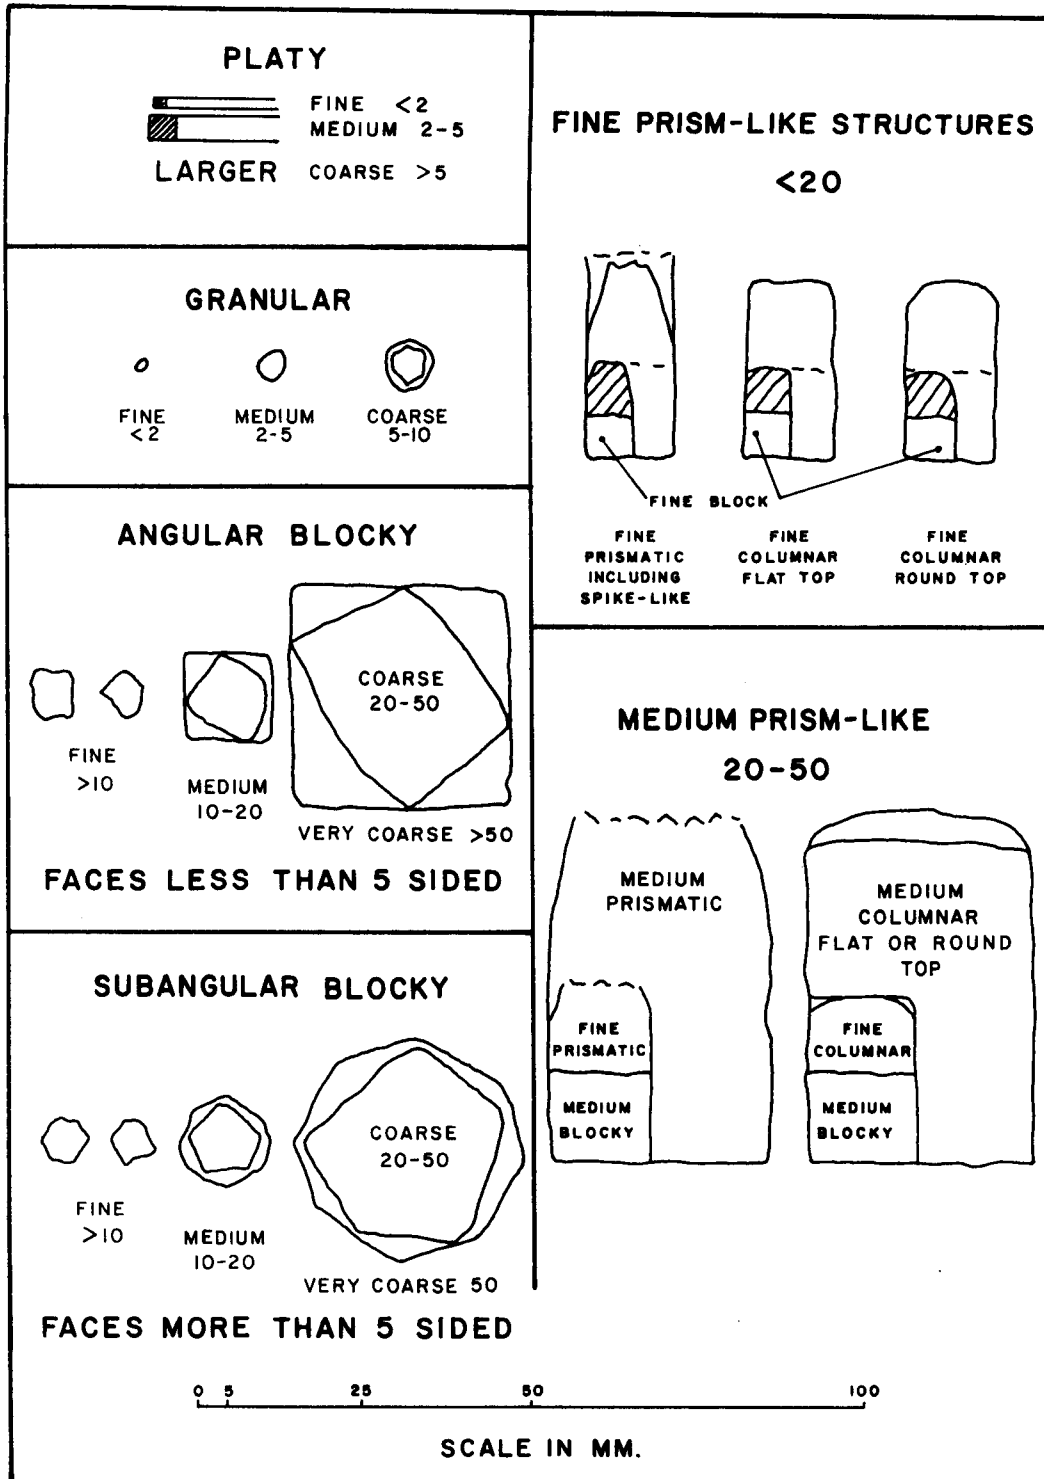 PLATY
FINE <2
MEDIUM 2-5
LARGER COARSE >5
GRANULAR
FINE
<2
MEDIUM
2-5
COARSE
5-10
ANGULAR BLOCKY
FINE
>10
MEDIUM
10-20
COARSE
20-50
VERY COARSE >50
FACES LESS THAN 5 SIDED
SUBANGULAR BLOCKY
FINE
>10
MEDIUM
10-20
COARSE
20-50
VERY COARSE 50
FACES MORE THAN 5 SIDED
FINE PRISM-LIKE STRUCTURES
<20
FINE BLOCK
FINE
PRISMATIC
INCLUDING
SPIKE-LIKE
FINE
COLUMNAR
FLAT TOP
FINE
COLUMNAR
ROUND TOP
MEDIUM PRISM-LIKE
20-50
MEDIUM
PRISMATIC
FINE
PRISMATIC
MEDIUM
BLOCKY
MEDIUM
COLUMNAR
FLAT OR ROUND
TOP
FINE
COLUMNAR
MEDIUM
BLOCKY
0 5 25 50 100
SCALE IN MM.